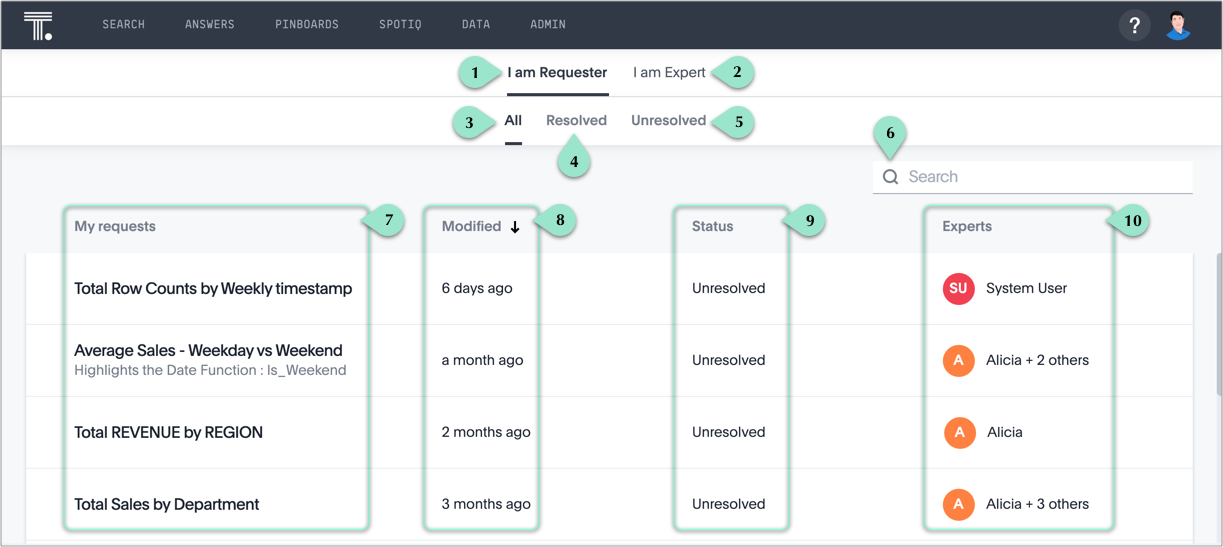 T. SEARCH ANSWERS PINBOARDS SPOTIQ DATA ADMIN ?
1 I am Requester I am Expert 2
3 All Resolved Unresolved 5
4
6
Search
My requests 7 Modified ↓ 8 Status 9 Experts 10
Total Row Counts by Weekly timestamp 6 days ago Unresolved SU System User
Average Sales - Weekday vs Weekend
Highlights the Date Function : Is_Weekend
a month ago Unresolved A Alicia + 2 others
Total REVENUE by REGION 2 months ago Unresolved A Alicia
Total Sales by Department 3 months ago Unresolved A Alicia + 3 others